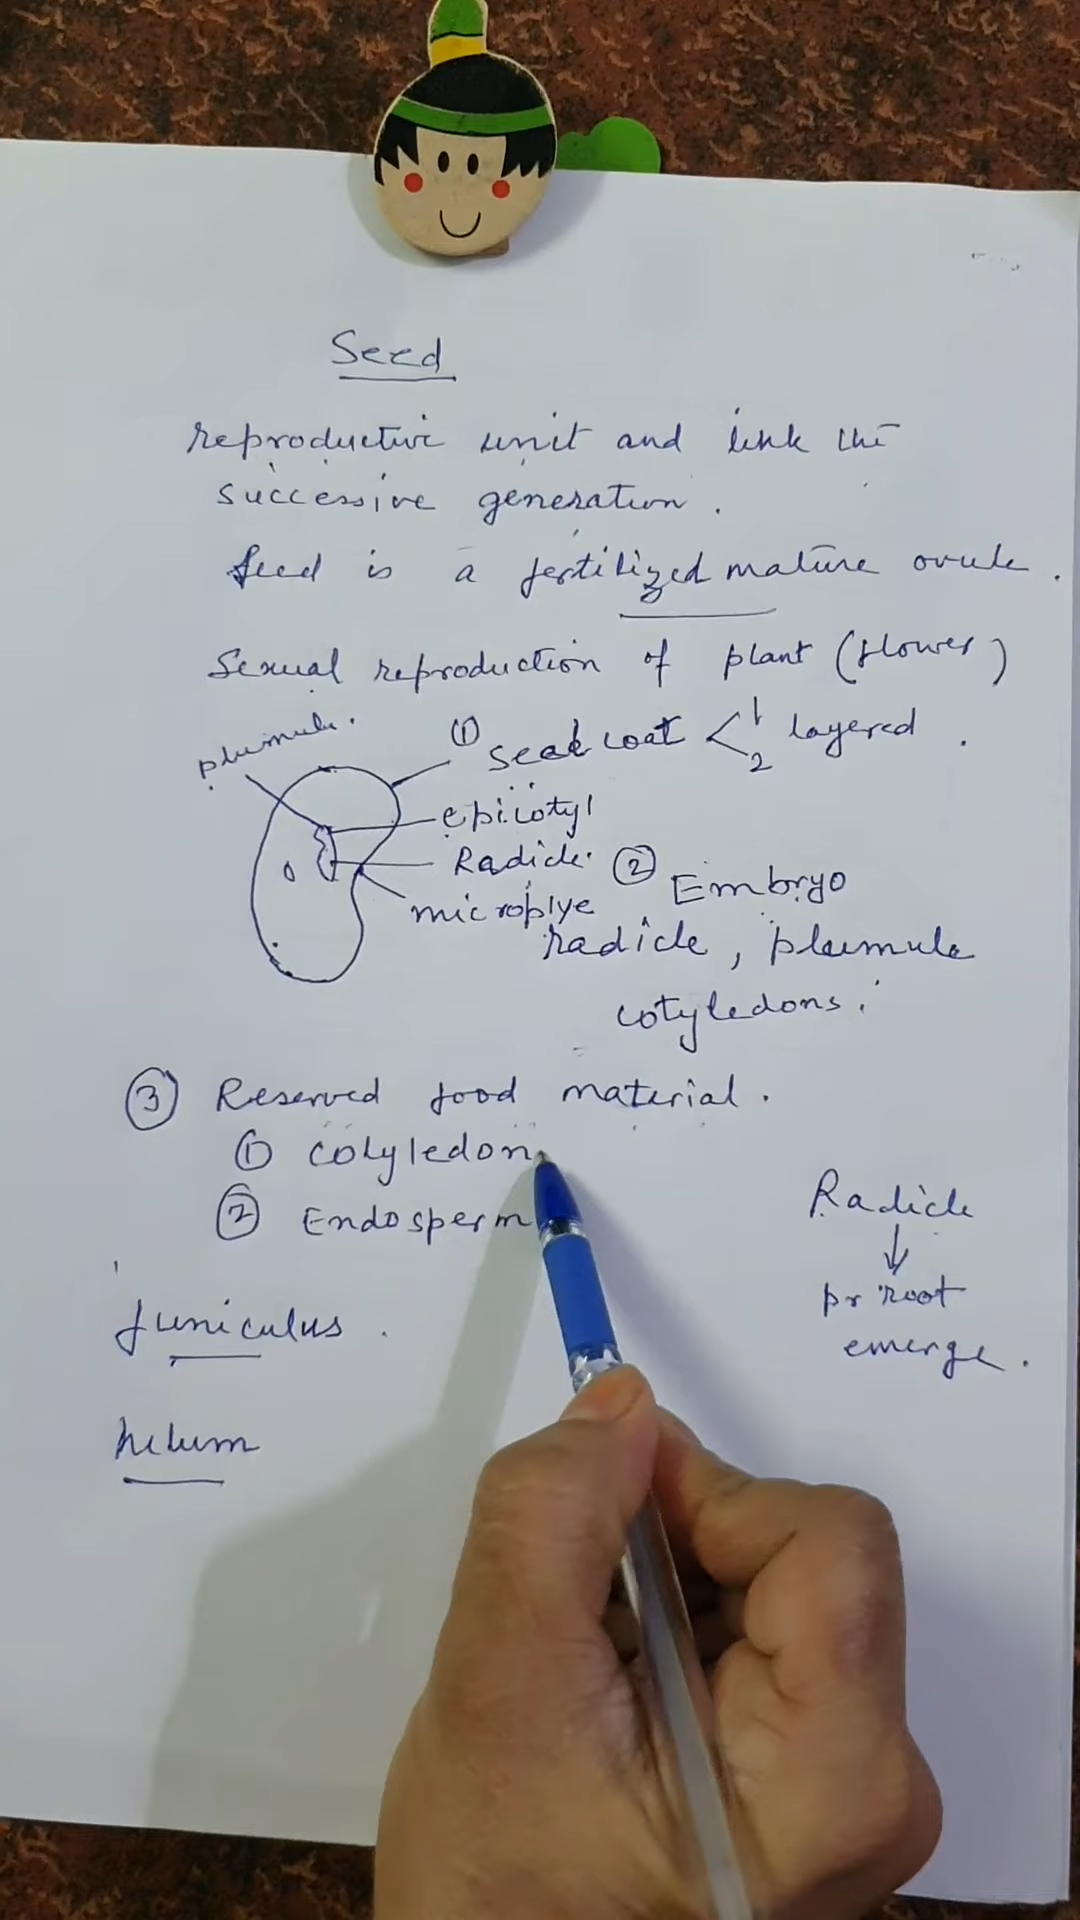 Seed
reproductive unit and link the
successive generation.
Seed is a fertilized mature ovule.
Sexual reproduction of plant (flower)
plumule.
① Seed coat < 1 2 layered.
epicotyl
Radicle.
② Embryo
microplye
radicle, plumule
cotyledons.
③ Reserved food material.
① Cotyledon
② Endosperm
Radicle
↓
pr root
emerge.
funiculus.
hilum